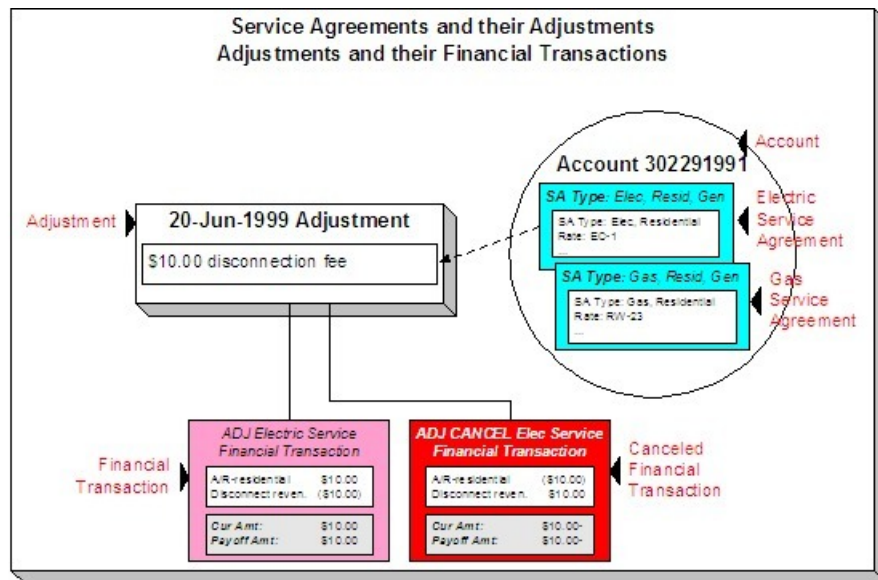 Service Agreements and their Adjustments
Adjustments and their Financial Transactions
Account
Account 302291991
SA Type: Elec, Resid, Gen
SA Type: Elec, Residential
Rate: EO-1
...
Electric
Service
Agreement
SA Type: Gas, Resid, Gen
SA Type: Gas, Residential
Rate: RW-23
...
Gas
Service
Agreement
Adjustment
20-Jun-1999 Adjustment
$10.00 disconnection fee
Financial
Transaction
ADJ Electric Service
Financial Transaction
A/R-residential $10.00
Disconnect reven. ($10.00)
Cur Amt: $10.00
Payoff Amt: $10.00
ADJ CANCEL Elec Service
Financial Transaction
A/R-residential ($10.00)
Disconnect reven. $10.00
Cur Amt: $10.00-
Payoff Amt: $10.00-
Canceled
Financial
Transaction